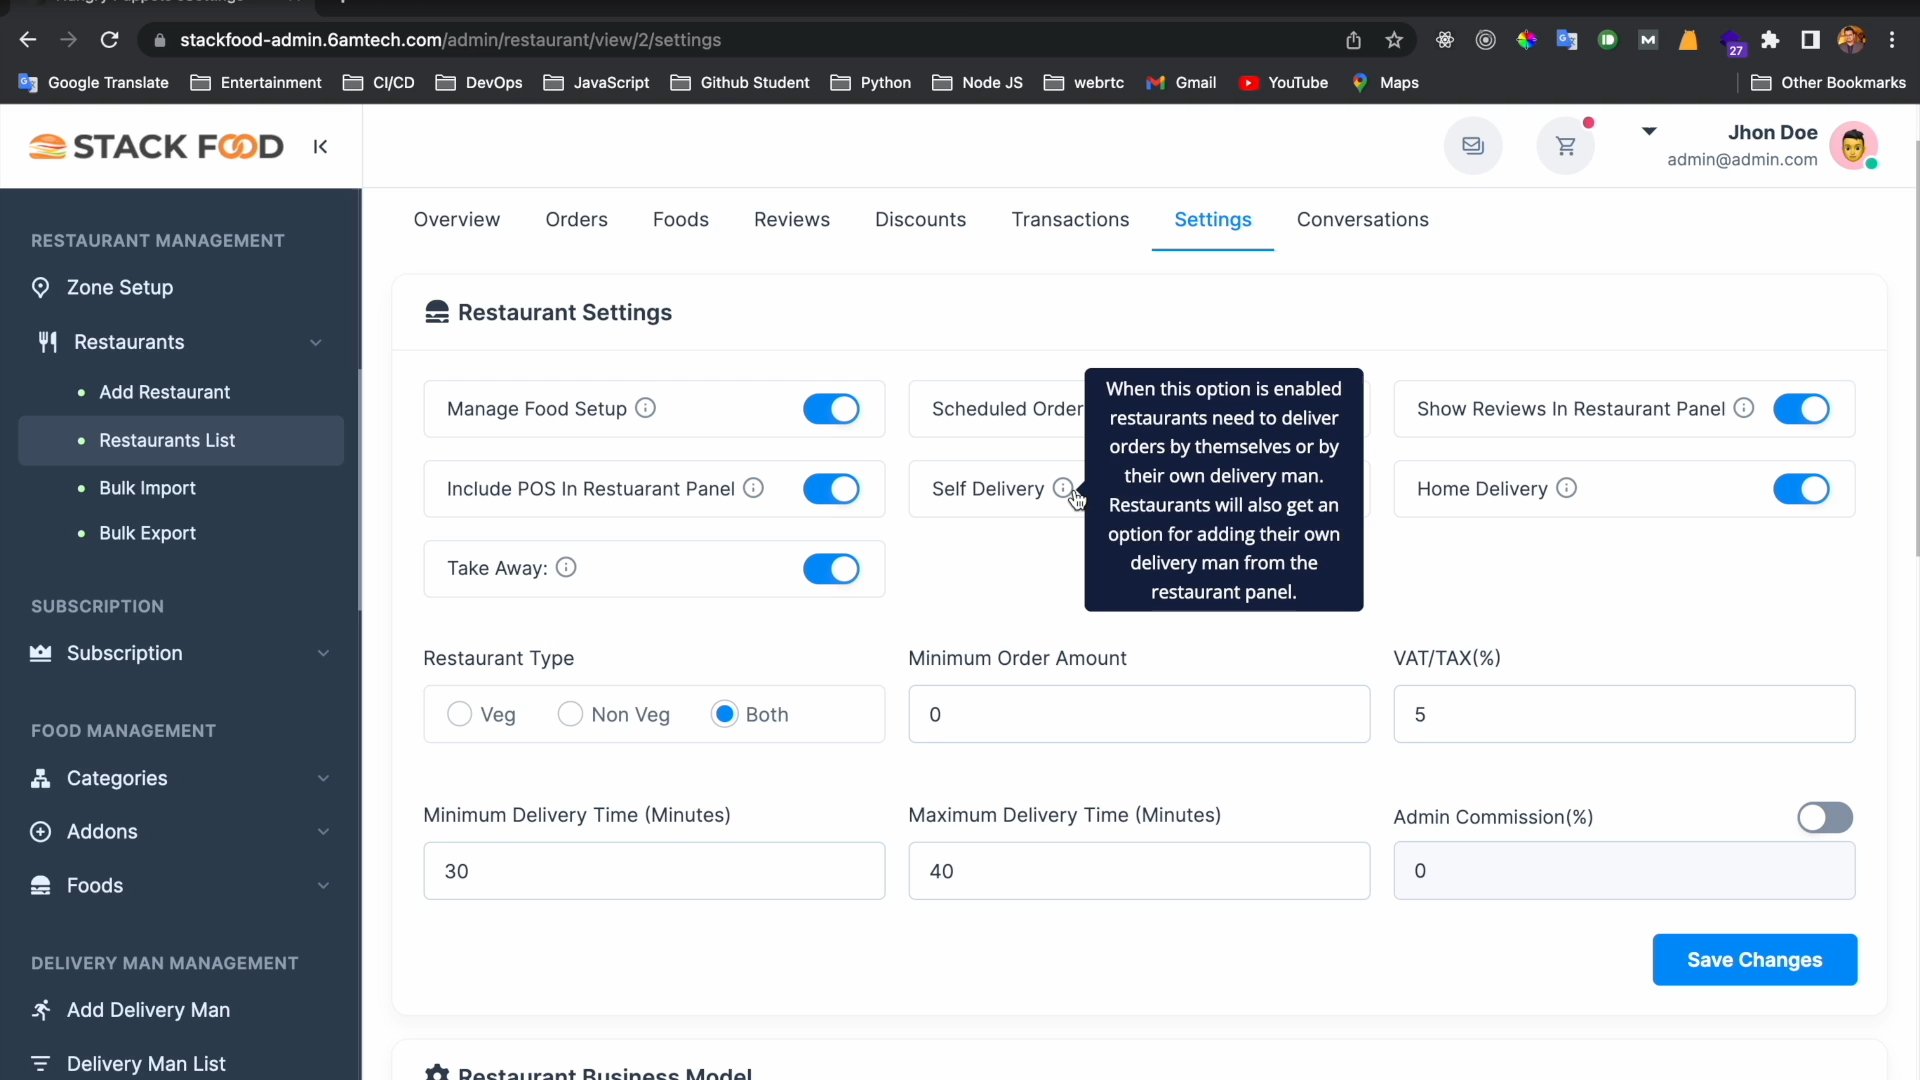 stackfood-admin.6amtech.com/admin/restaurant/view/2/settings
27
Google Translate Entertainment CI/CD DevOps JavaScript Github Student Python Node JS webrtc Gmail YouTube Maps Other Bookmarks
STACK FOOD
Jhon Doe
admin@admin.com
Overview Orders Foods Reviews Discounts Transactions Settings Conversations
RESTAURANT MANAGEMENT
Zone Setup
Restaurants
Add Restaurant
Restaurants List
Bulk Import
Bulk Export
SUBSCRIPTION
Subscription
FOOD MANAGEMENT
Categories
Addons
Foods
DELIVERY MAN MANAGEMENT
Add Delivery Man
Delivery Man List
Restaurant Settings
Manage Food Setup
Scheduled Order
Show Reviews In Restaurant Panel
Include POS In Restuarant Panel
Self Delivery
Home Delivery
Take Away:
When this option is enabled
restaurants need to deliver
orders by themselves or by
their own delivery man.
Restaurants will also get an
option for adding their own
delivery man from the
restaurant panel.
Restaurant Type
Veg Non Veg Both
Minimum Order Amount
0
VAT/TAX(%)
5
Minimum Delivery Time (Minutes)
30
Maximum Delivery Time (Minutes)
40
Admin Commission(%)
0
Save Changes
Restaurant Business Model